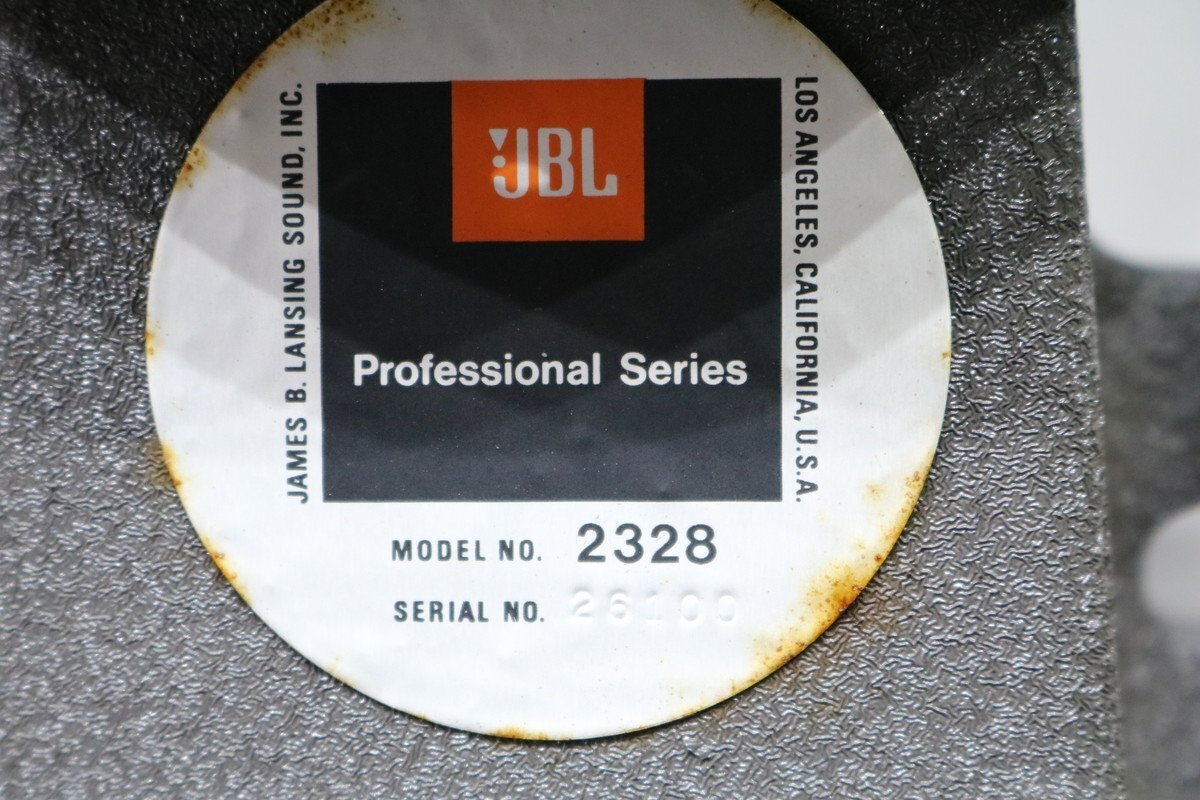 JBL
JAMES B. LANSING SOUND, INC.
LOS ANGELES, CALIFORNIA, U.S.A.
Professional Series
MODEL NO. 2328
SERIAL NO. 26100